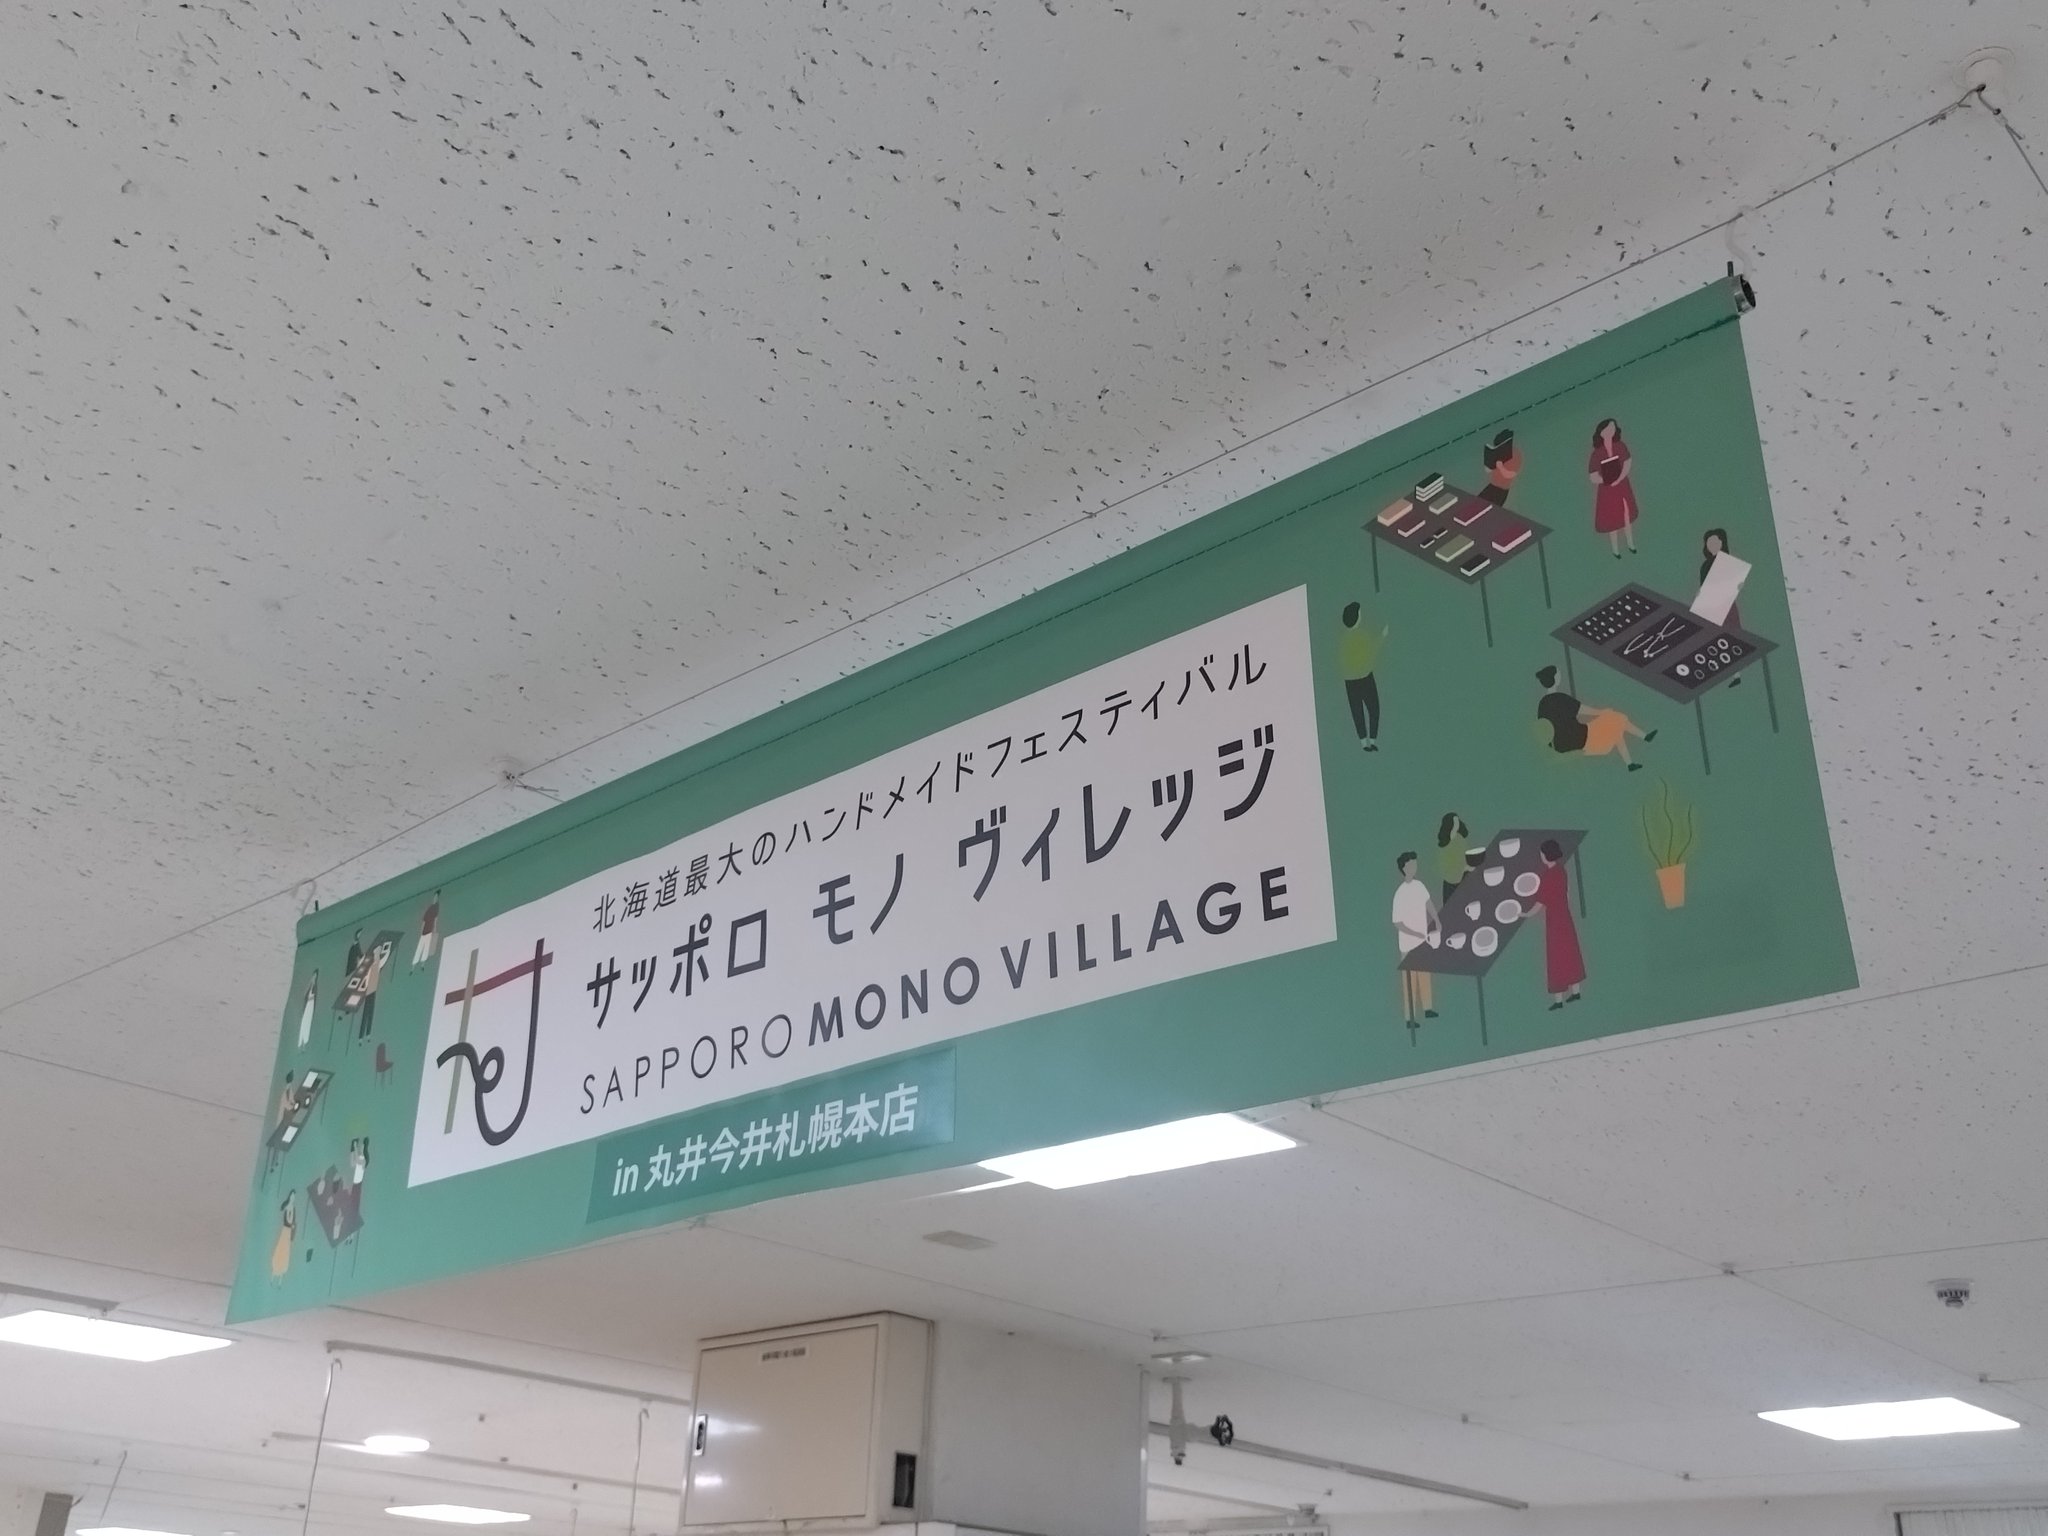 北海道最大のハンドメイドフェスティバル
サッポロ モノ ヴィレッジ
SAPPORO MONO VILLAGE
in 丸井今井札幌本店